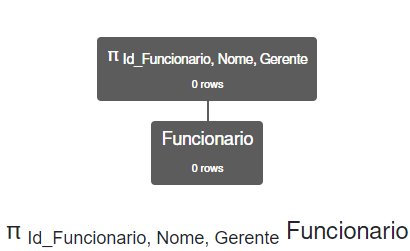 π Id_Funcionario, Nome, Gerente
0 rows
Funcionario
0 rows
π Id_Funcionario, Nome, Gerente Funcionario